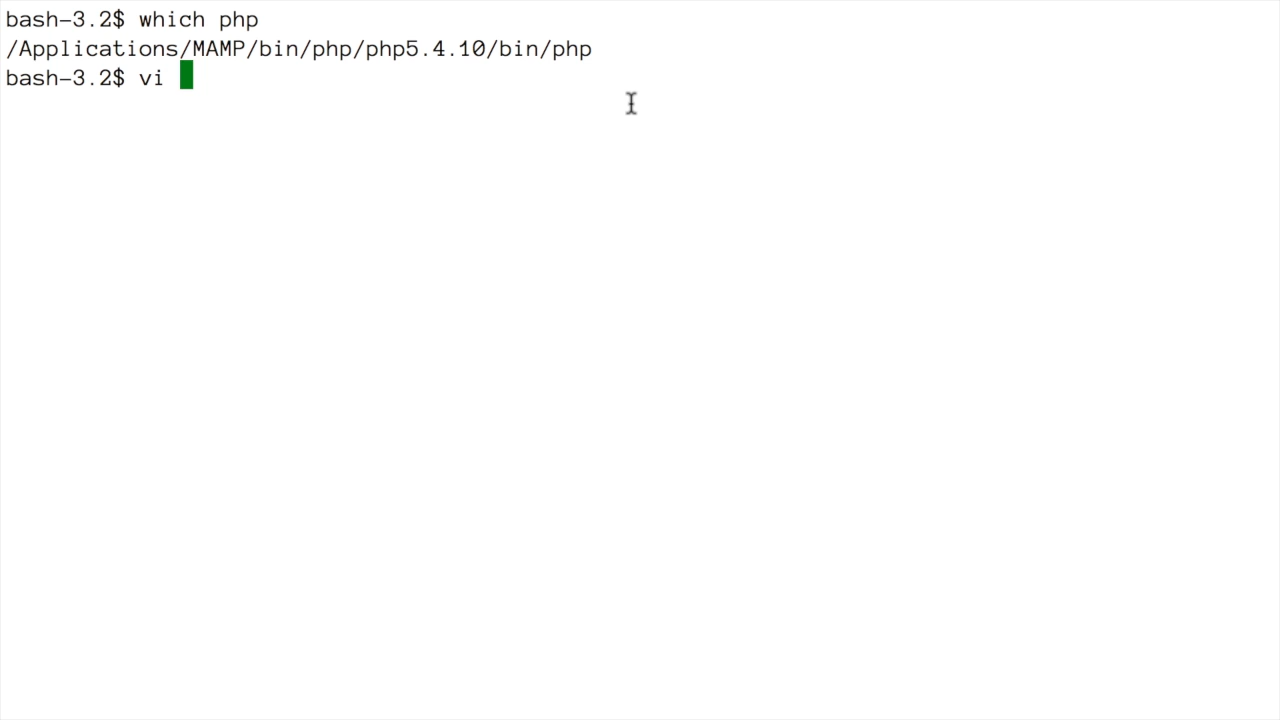 bash-3.2$ which php
/Applications/MAMP/bin/php/php5.4.10/bin/php
bash-3.2$ vi